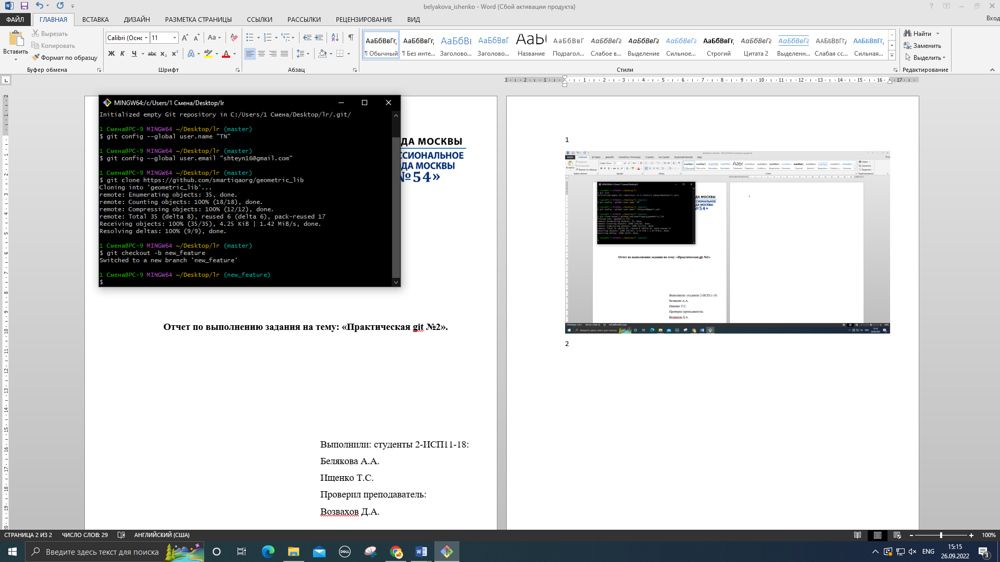 belyakova_ishenko - Word (Сбой активации продукта)
ФАЙЛ ГЛАВНАЯ ВСТАВКА ДИЗАЙН РАЗМЕТКА СТРАНИЦЫ ССЫЛКИ РАССЫЛКИ РЕЦЕНЗИРОВАНИЕ ВИД Вход
Вставить
Вырезать
Копировать
Формат по образцу
Буфер обмена
Calibri (Оснс 11
Ж К Ч abc x₂ x²
Шрифт
Абзац
АаБбВвГг, АаБбВвГг, АаБбВв АаБбВвГ АаЫ АаБбВвГ АаБбВвГг АаБбВвГг АаБбВвГг АаБбВвГг, АаБбВвГг АаБбВвГг ААБбВвГг, ААБбВвГг,
¶ Обычный ¶ Без инте... Заголово... Заголово... Название Подзагол... Слабое в... Выделение Сильное... Строгий Цитата 2 Выделенн... Слабая сс... Сильная...
Стили
Найти
Заменить
Выделить
Редактирование
MINGW64:/c/Users/1 Смена/Desktop/lr
Initialized empty Git repository in C:/Users/1 Смена/Desktop/lr/.git/
1 Смена@PC-9 MINGW64 ~/Desktop/lr (master)
$ git config --global user.name "TN"
1 Смена@PC-9 MINGW64 ~/Desktop/lr (master)
$ git config --global user.email "shteyn16@gmail.com"
1 Смена@PC-9 MINGW64 ~/Desktop/lr (master)
$ git clone https://github.com/smartiqaorg/geometric_lib
Cloning into 'geometric_lib'...
remote: Enumerating objects: 35, done.
remote: Counting objects: 100% (18/18), done.
remote: Compressing objects: 100% (12/12), done.
remote: Total 35 (delta 8), reused 6 (delta 6), pack-reused 17
Receiving objects: 100% (35/35), 4.25 KiB | 1.42 MiB/s, done.
Resolving deltas: 100% (9/9), done.
1 Смена@PC-9 MINGW64 ~/Desktop/lr (master)
$ git checkout -b new_feature
Switched to a new branch 'new_feature'
1 Смена@PC-9 MINGW64 ~/Desktop/lr (new_feature)
$
ДА МОСКВЫ
ССИОНАЛЬНОЕ
ДА МОСКВЫ
№54»
Отчет по выполнению задания на тему: «Практическая git №2».
Выполнили: студенты 2-ИСП11-18:
Белякова А.А.
Ищенко Т.С.
Проверил преподаватель:
Возвахов Д.А.
1
Отчет по выполнению задания на тему: «Практическая git №2».
Выполнили: студенты 2-ИСП11-18:
Белякова А.А.
Ищенко Т.С.
Проверил преподаватель:
Возвахов Д.А.
2
СТРАНИЦА 2 ИЗ 2 ЧИСЛО СЛОВ: 29 АНГЛИЙСКИЙ (США) 100%
Введите здесь текст для поиска
DELL
ENG
15:15
26.09.2022
3